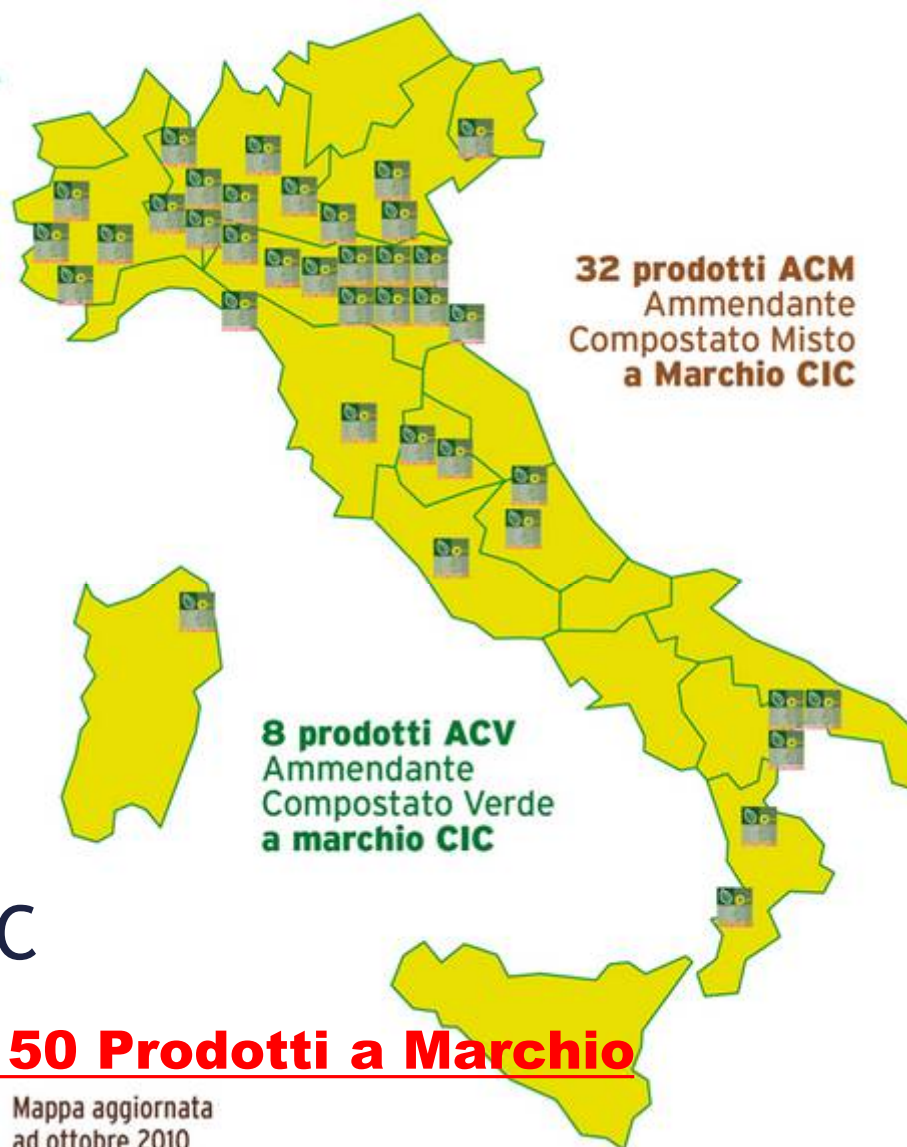 32 prodotti ACM
Ammendante
Compostato Misto
a Marchio CIC
8 prodotti ACV
Ammendante
Compostato Verde
a marchio CIC
C
50 Prodotti a Marchio
Mappa aggiornata
ad ottobre 2010